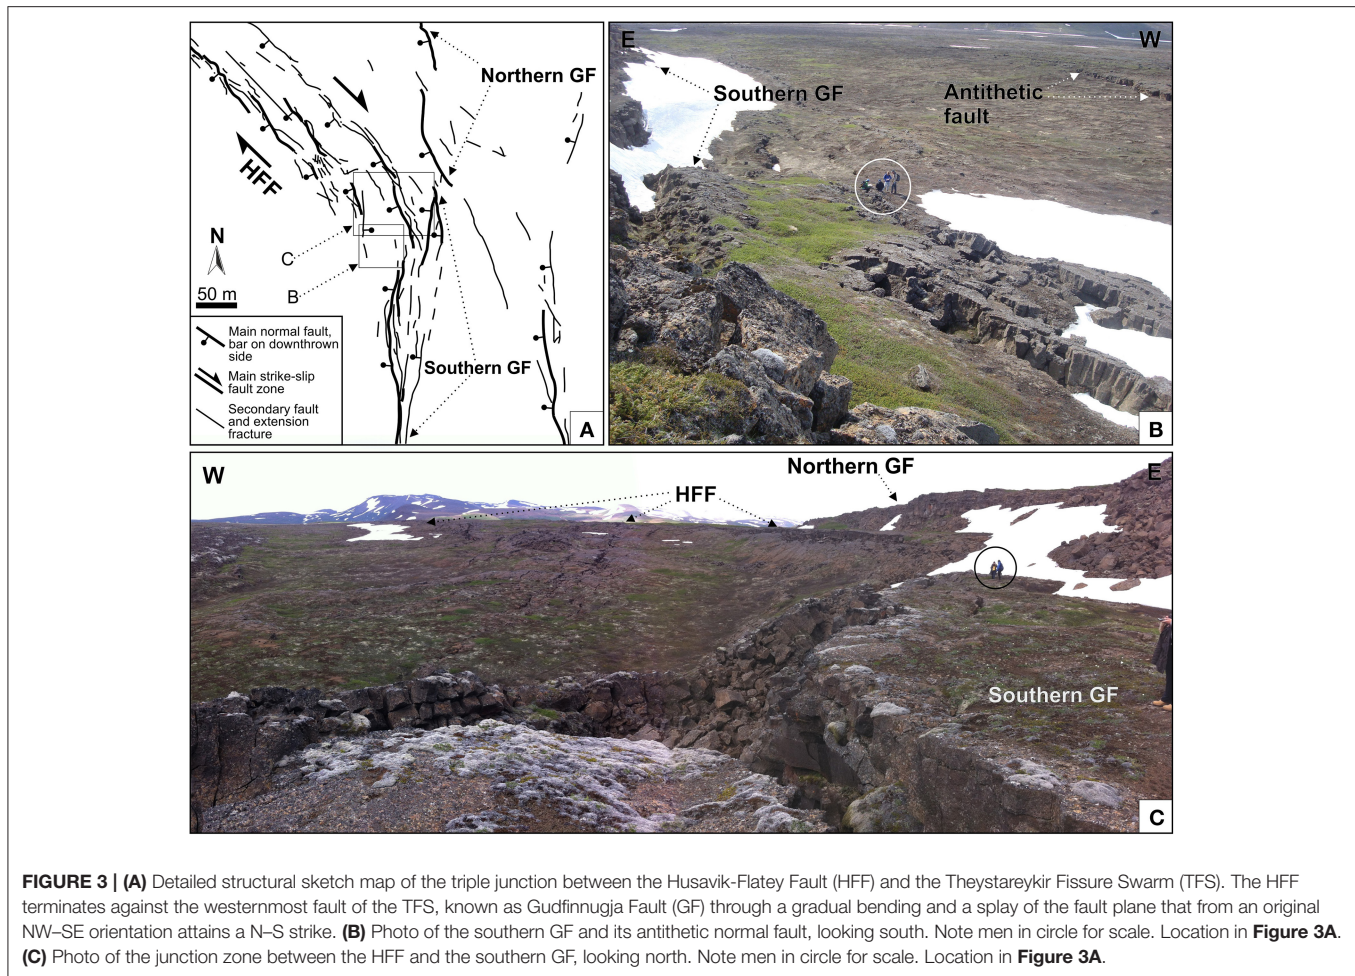 Northern GF
HFF
N
50 m
C
B
Southern GF
Main normal fault,
bar on downthrown
side
Main strike-slip
fault zone
Secondary fault
and extension
fracture
A
E
W
Southern GF
Antithetic
fault
B
W
Northern GF
E
HFF
Southern GF
C
FIGURE 3 | (A) Detailed structural sketch map of the triple junction between the Husavik-Flatey Fault (HFF) and the Theystareykir Fissure Swarm (TFS). The HFF
terminates against the westernmost fault of the TFS, known as Gudfinnugja Fault (GF) through a gradual bending and a splay of the fault plane that from an original
NW–SE orientation attains a N–S strike. (B) Photo of the southern GF and its antithetic normal fault, looking south. Note men in circle for scale. Location in Figure 3A.
(C) Photo of the junction zone between the HFF and the southern GF, looking north. Note men in circle for scale. Location in Figure 3A.